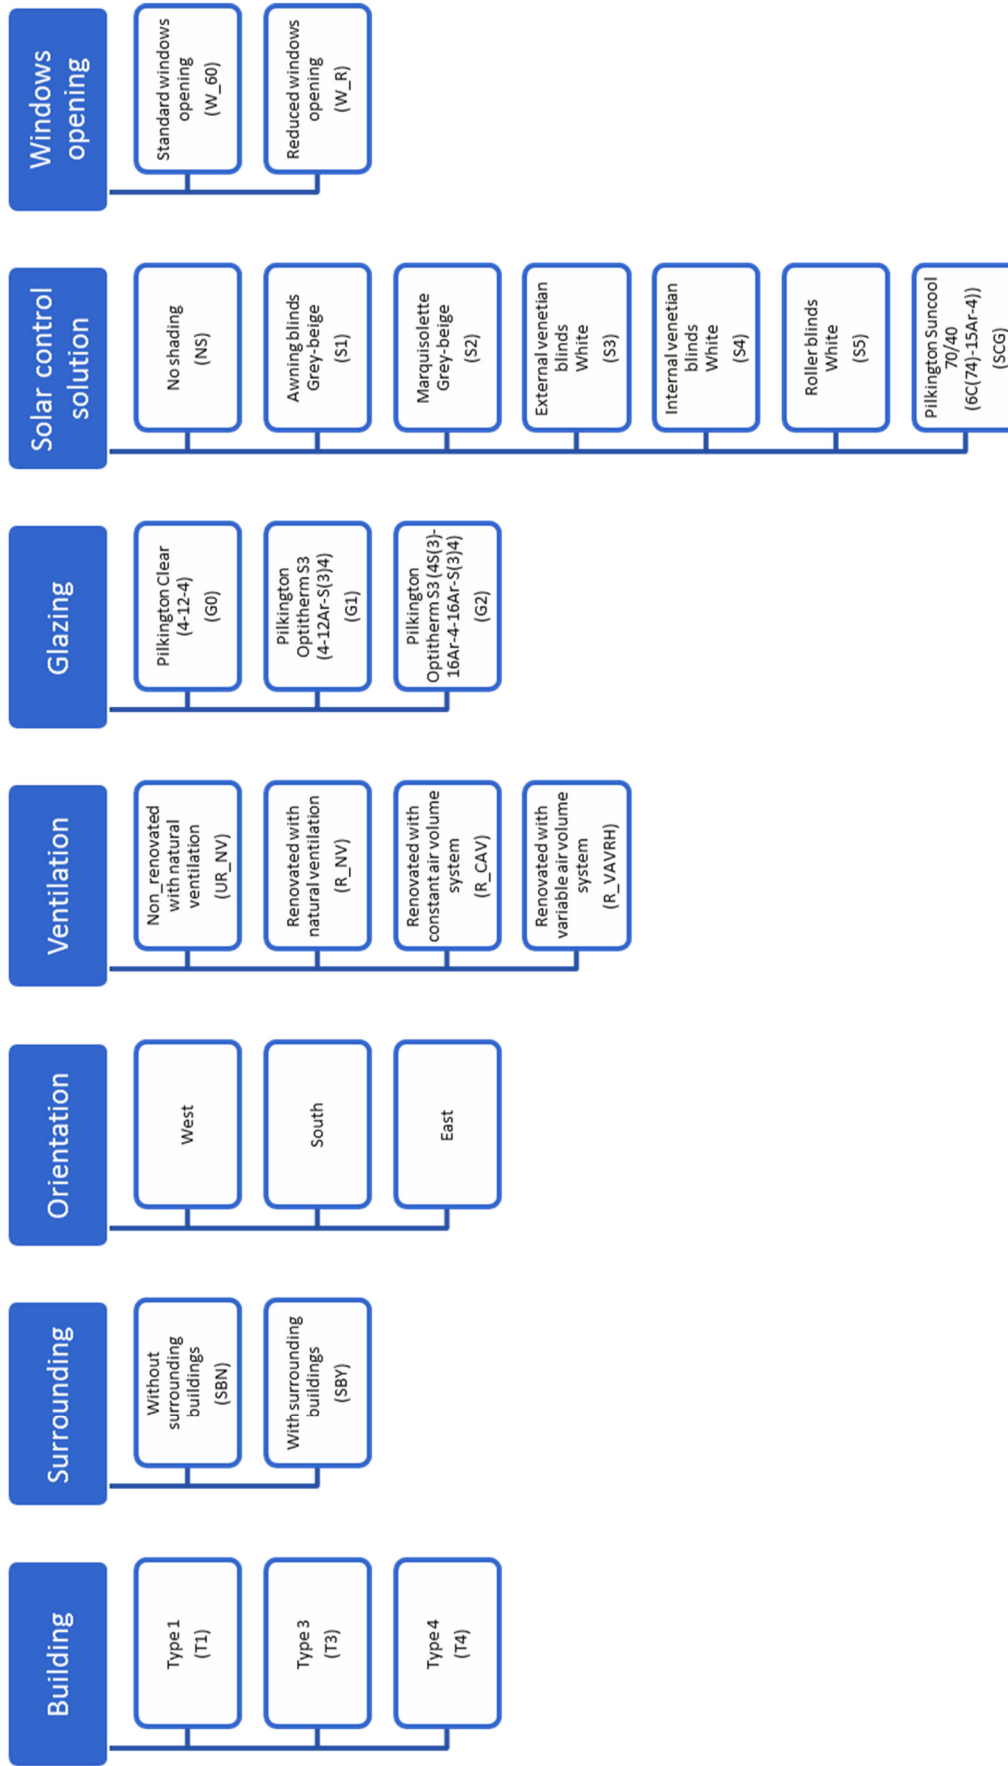 Building
Type 1
(T1)
Type 3
(T3)
Type 4
(T4)
Surrounding
Without
surrounding
buildings
(SBN)
With surrounding
buildings
(SBY)
Orientation
West
South
East
Ventilation
Non_renovated
with natural
ventilation
(UR_NV)
Renovated with
natural ventilation
(R_NV)
Renovated with
constant air volume
system
(R_CAV)
Renovated with
variable air volume
system
(R_VAVRH)
Glazing
Pilkington Clear
(4-12-4)
(G0)
Pilkington
Optitherm S3
(4-12Ar-S(3)4)
(G1)
Pilkington
Optitherm S3 (4S(3)-
16Ar-4-16Ar-S(3)4)
(G2)
Solar control
solution
No shading
(NS)
Awning blinds
Grey-beige
(S1)
Marquisolette
Grey-beige
(S2)
External venetian
blinds
White
(S3)
Internal venetian
blinds
White
(S4)
Roller blinds
White
(S5)
Pilkington Suncool
70/40
(6C(74)-15Ar-4))
(SCG)
Windows
opening
Standard windows
opening
(W_60)
Reduced windows
opening
(W_R)